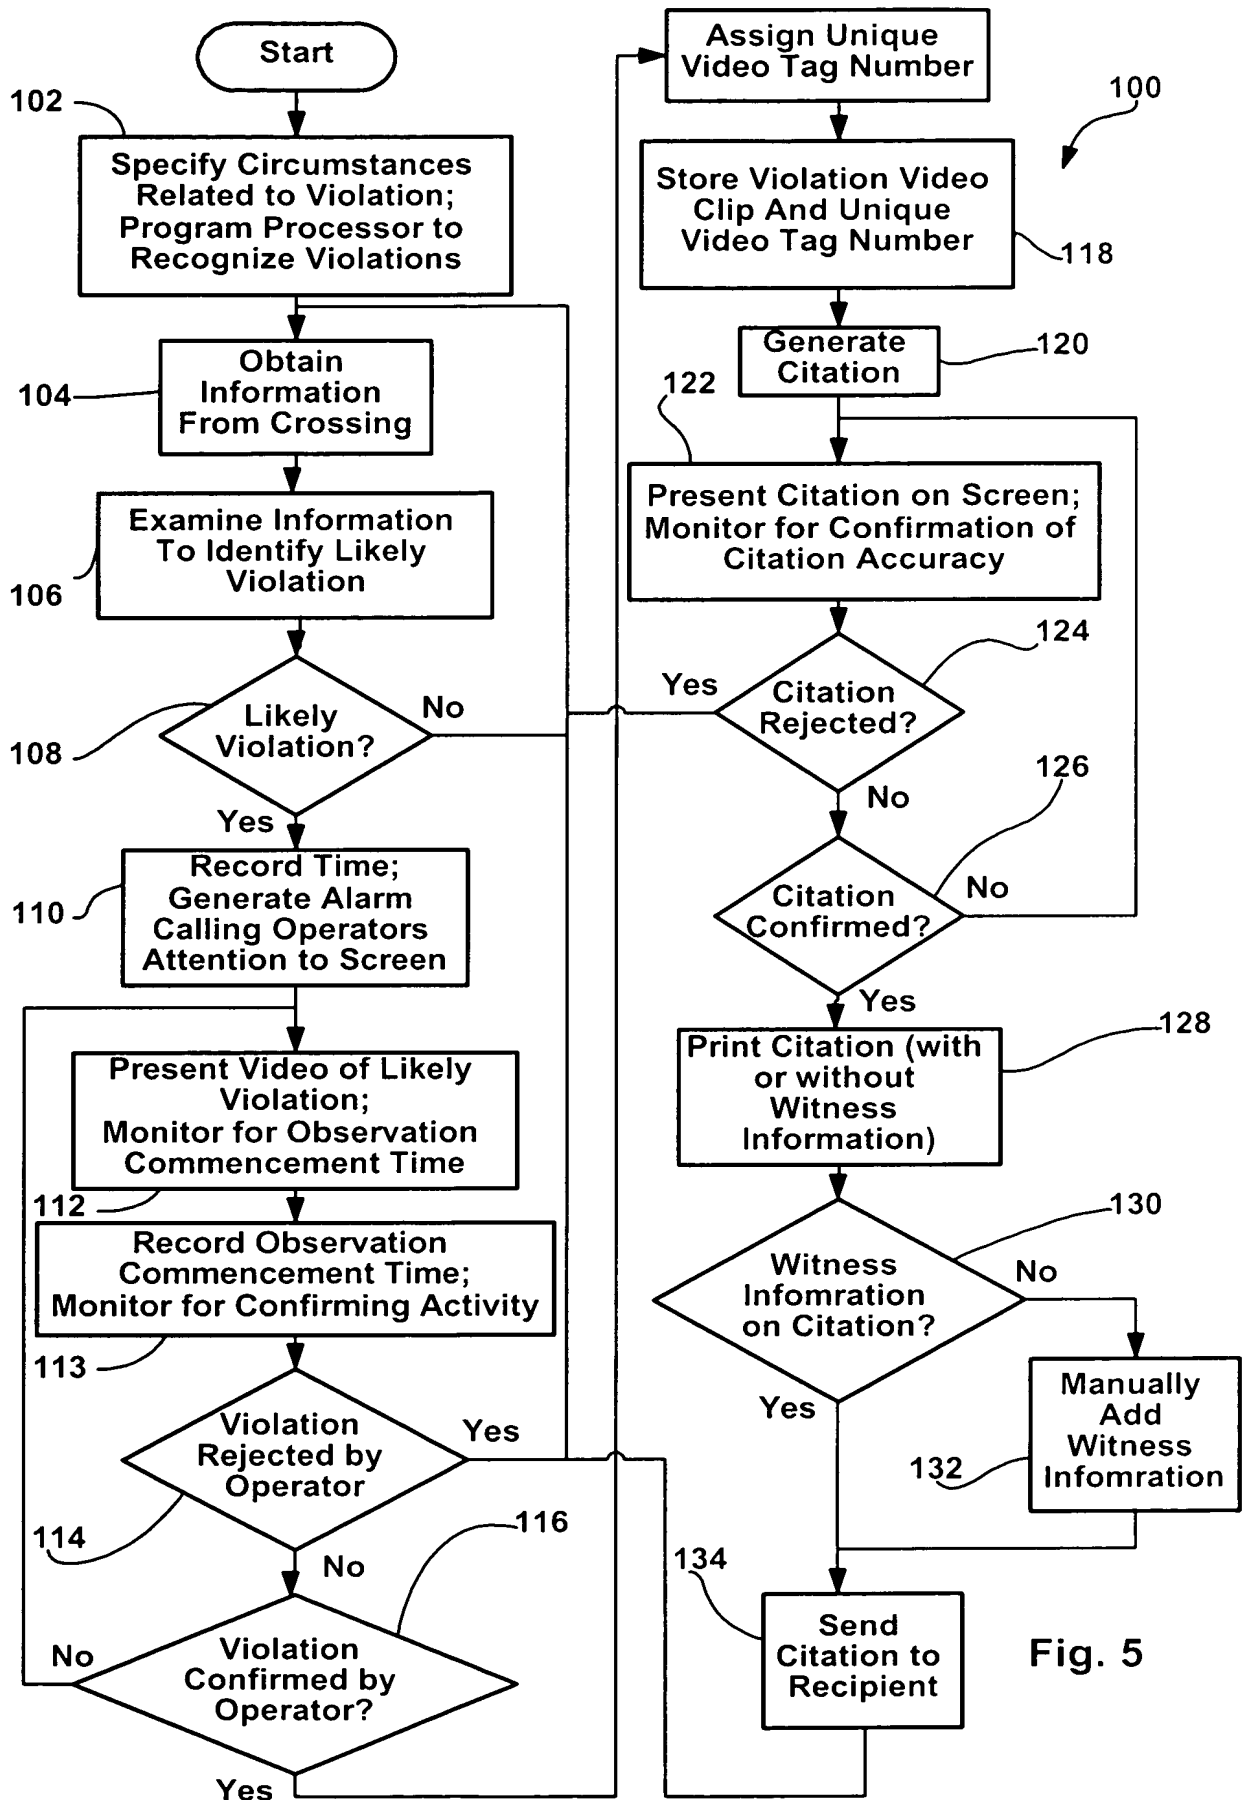 Start
102
Specify Circumstances
Related to Violation;
Program Processor to
Recognize Violations
104
Obtain
Information
From Crossing
106
Examine Information
To Identify Likely
Violation
108
Likely
Violation?
No
Yes
110
Record Time;
Generate Alarm
Calling Operators
Attention to Screen
Present Video of Likely
Violation;
Monitor for Observation
Commencement Time
112
Record Observation
Commencement Time;
Monitor for Confirming Activity
113
Violation
Rejected by
Operator
Yes
114
No
116
Violation
Confirmed by
Operator?
No
Yes
Assign Unique
Video Tag Number
100
Store Violation Video
Clip And Unique
Video Tag Number
118
Generate
Citation
120
122
Present Citation on Screen;
Monitor for Confirmation of
Citation Accuracy
124
Citation
Rejected?
Yes
No
126
Citation
Confirmed?
No
Yes
128
Print Citation (with
or without
Witness
Information)
130
Witness
Infomration
on Citation?
No
Yes
Manually
Add
Witness
Infomration
132
134
Send
Citation to
Recipient
Fig. 5